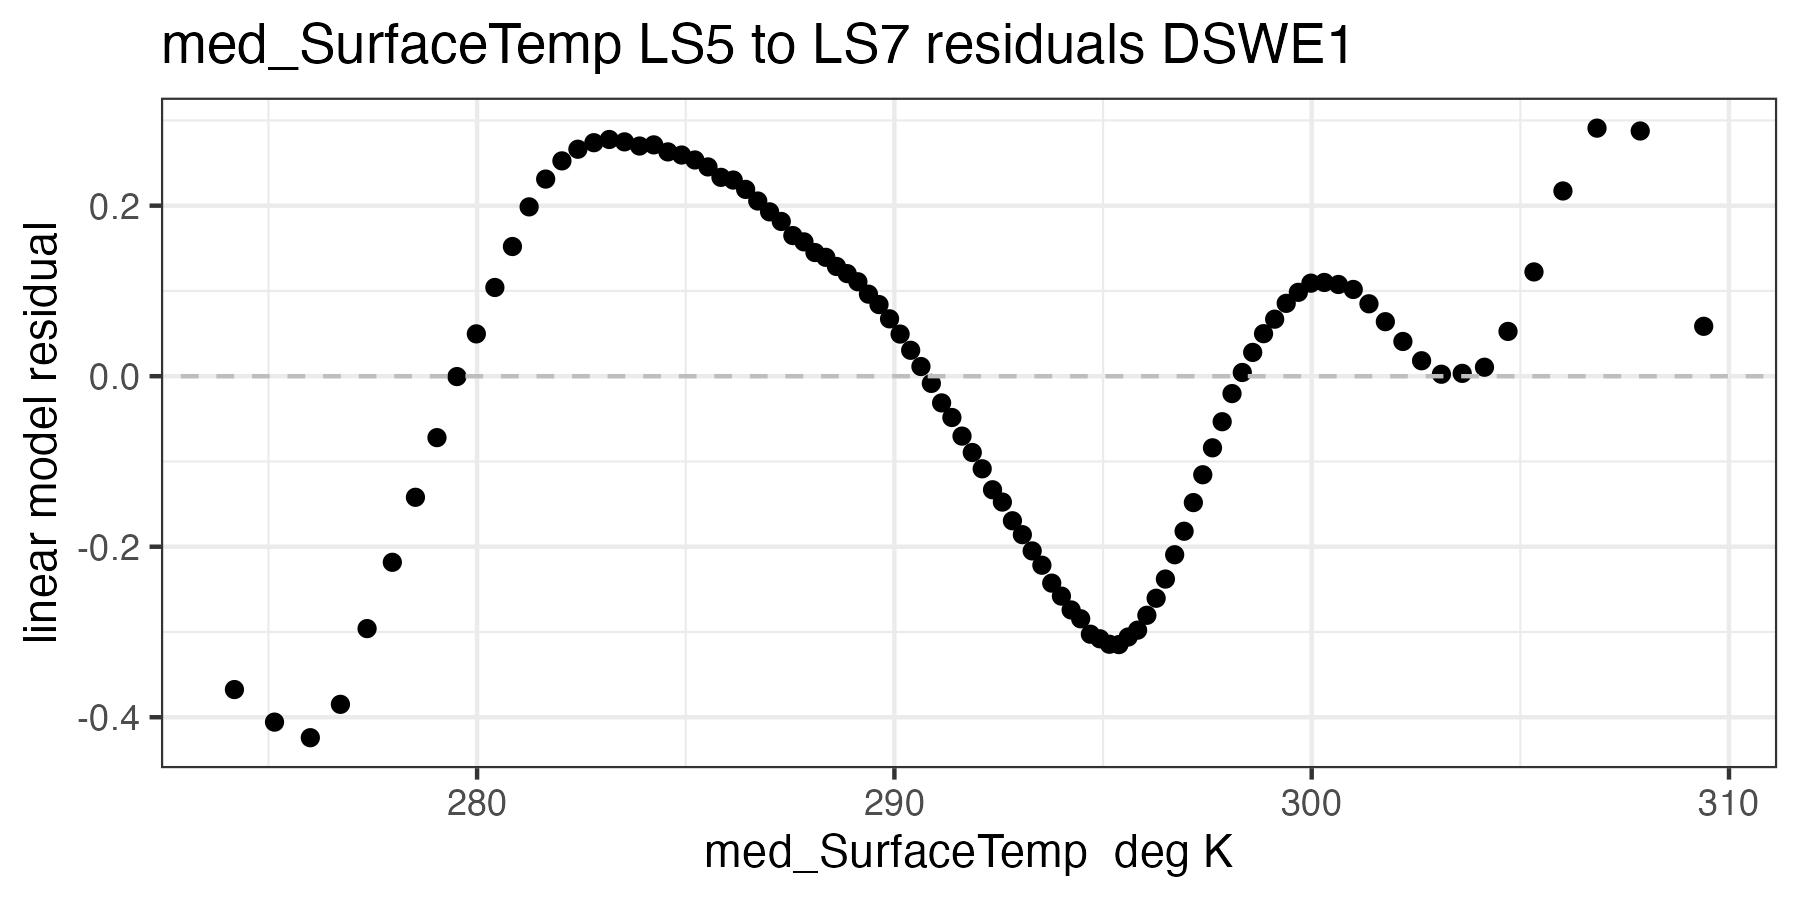 med_SurfaceTemp LS5 to LS7 residuals DSWE1
linear model residual
0.2
0.0
-0.2
-0.4
280
290
300
310
med_SurfaceTemp  deg K